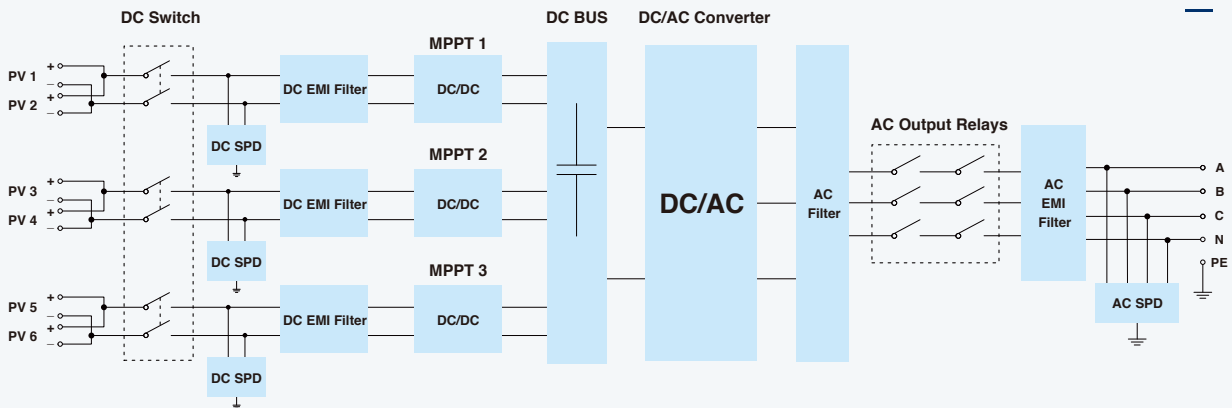 DC Switch
DC BUS
DC/AC Converter
MPPT 1
PV 1
+
−
PV 2
+
−
DC EMI Filter
DC/DC
DC SPD
MPPT 2
PV 3
+
−
PV 4
+
−
DC EMI Filter
DC/DC
DC SPD
MPPT 3
PV 5
+
−
PV 6
+
−
DC EMI Filter
DC/DC
DC SPD
DC/AC
AC
Filter
AC Output Relays
AC
EMI
Filter
A
B
C
N
PE
AC SPD